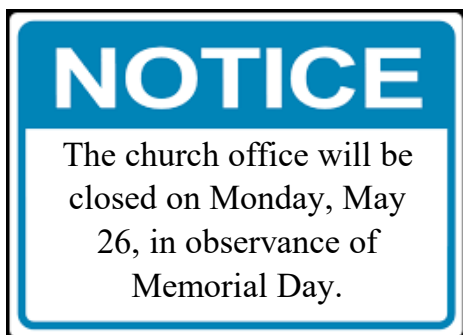 NOTICE
The church office will be
closed on Monday, May
26, in observance of
Memorial Day.